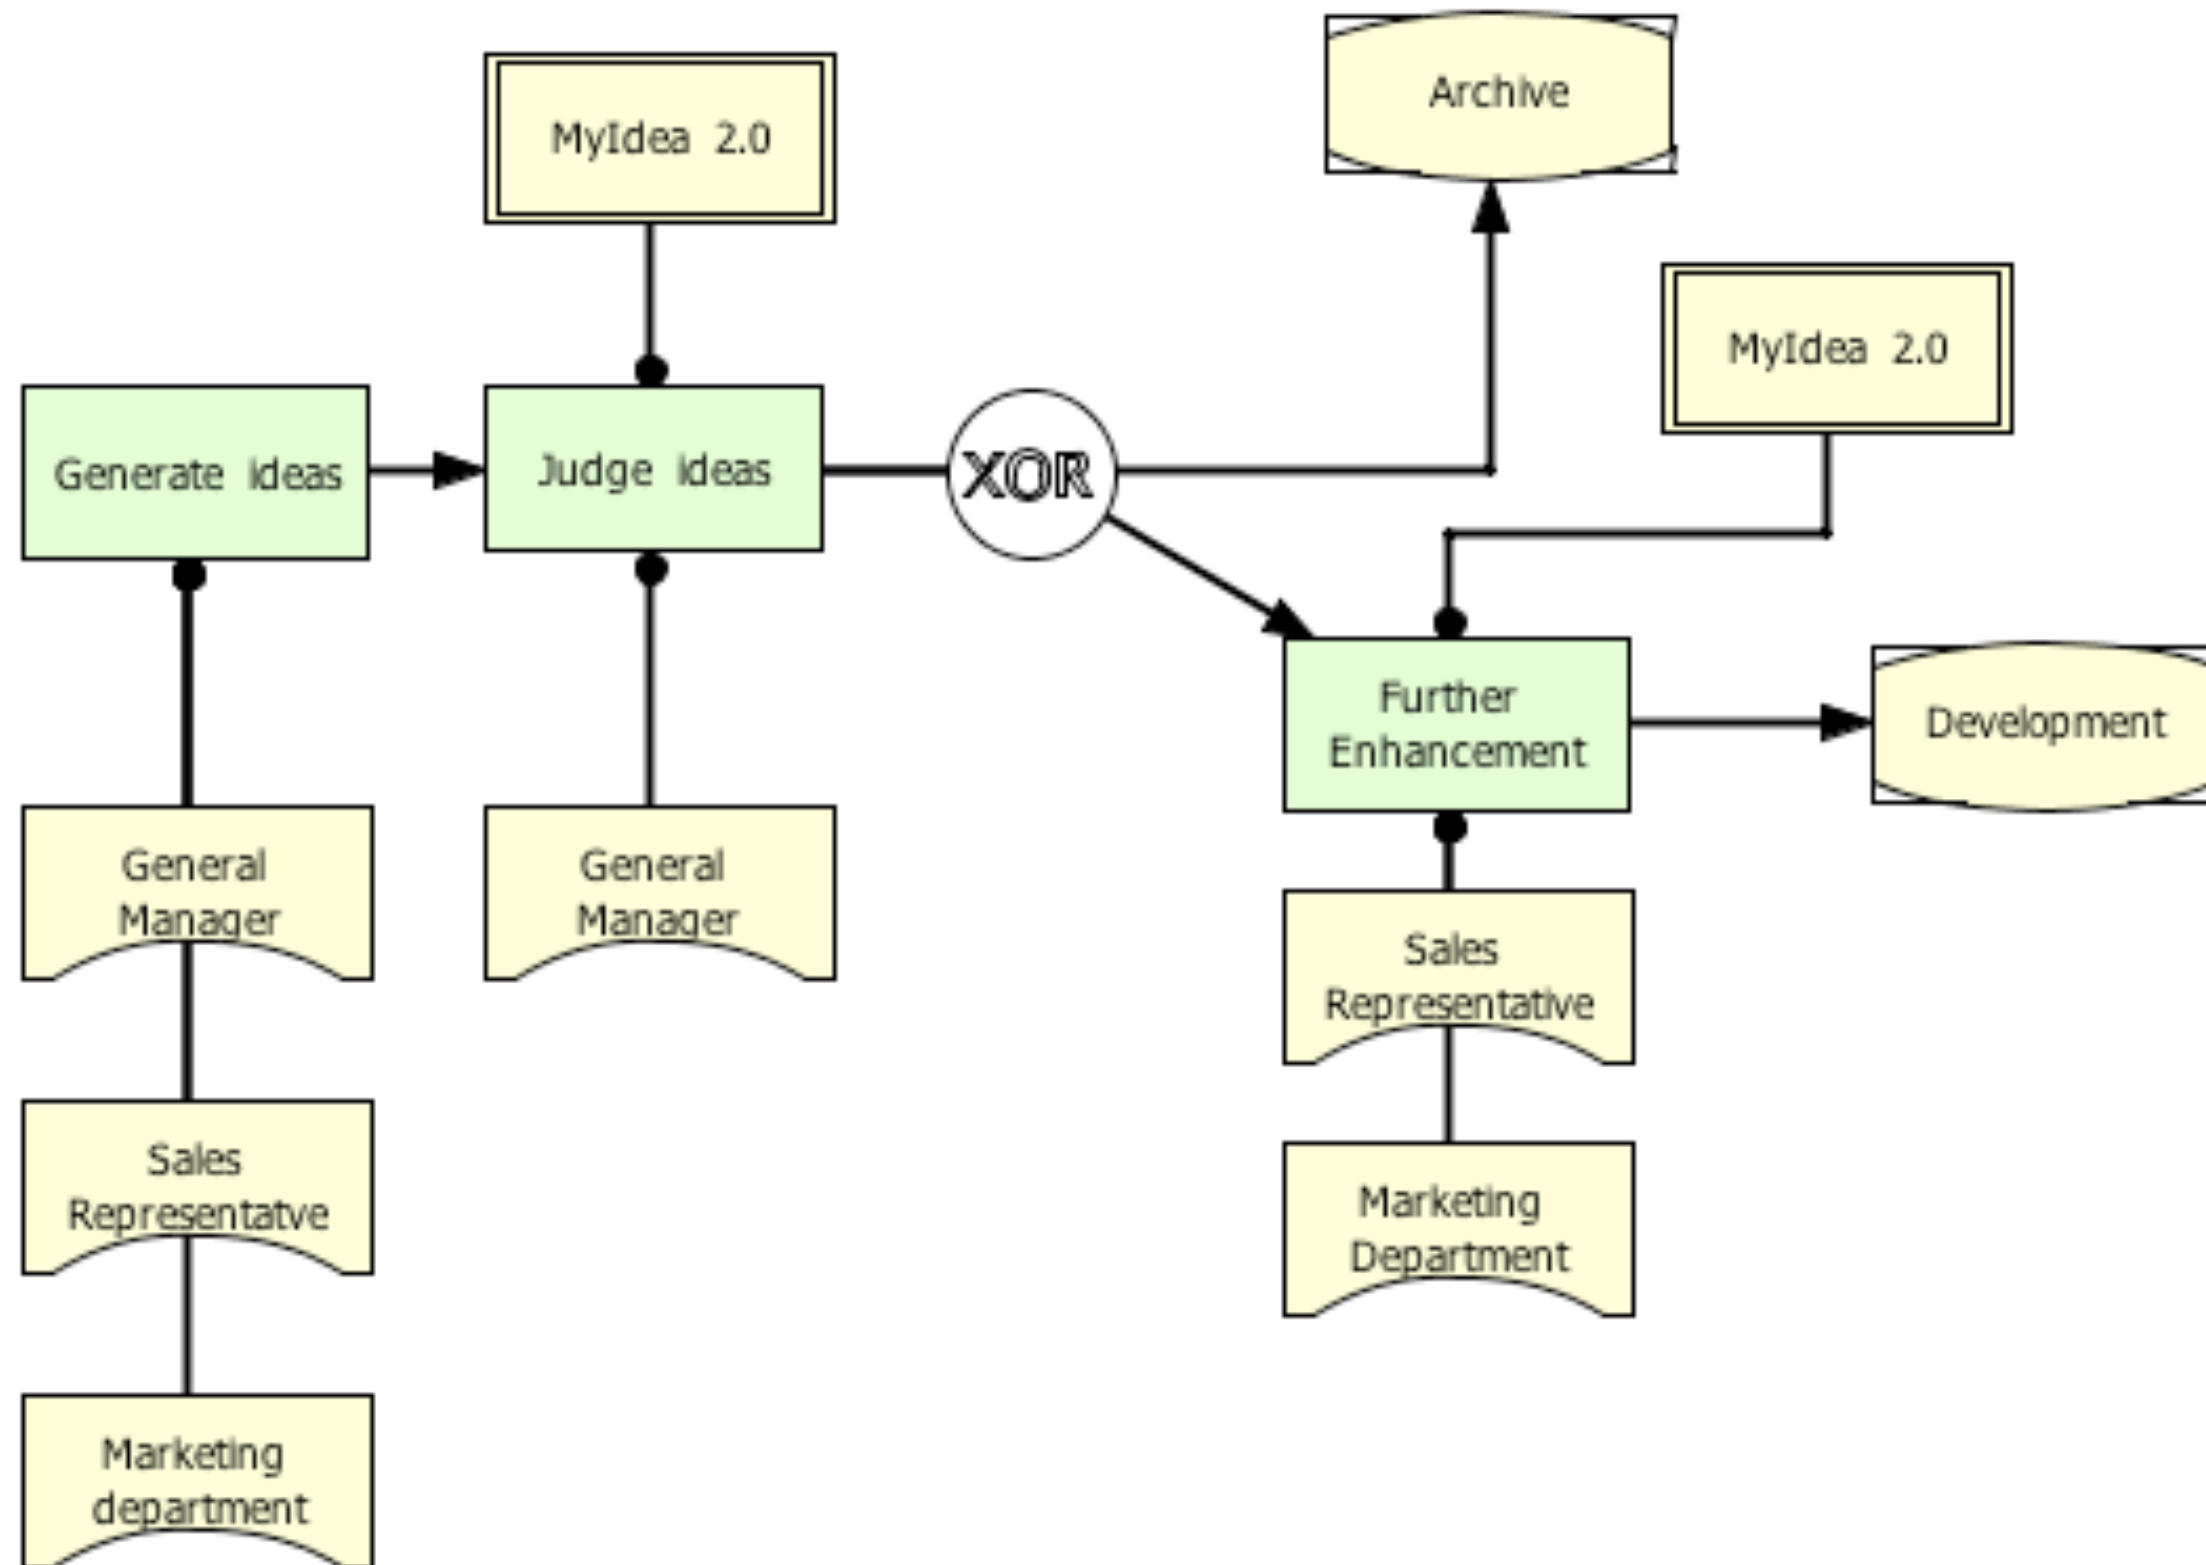 Archive
MyIdea 2.0
MyIdea 2.0
Generate ideas
Judge ideas
XOR
Further
Enhancement
Development
General
Manager
General
Manager
Sales
Representative
Sales
Representatve
Marketing
Department
Marketing
department